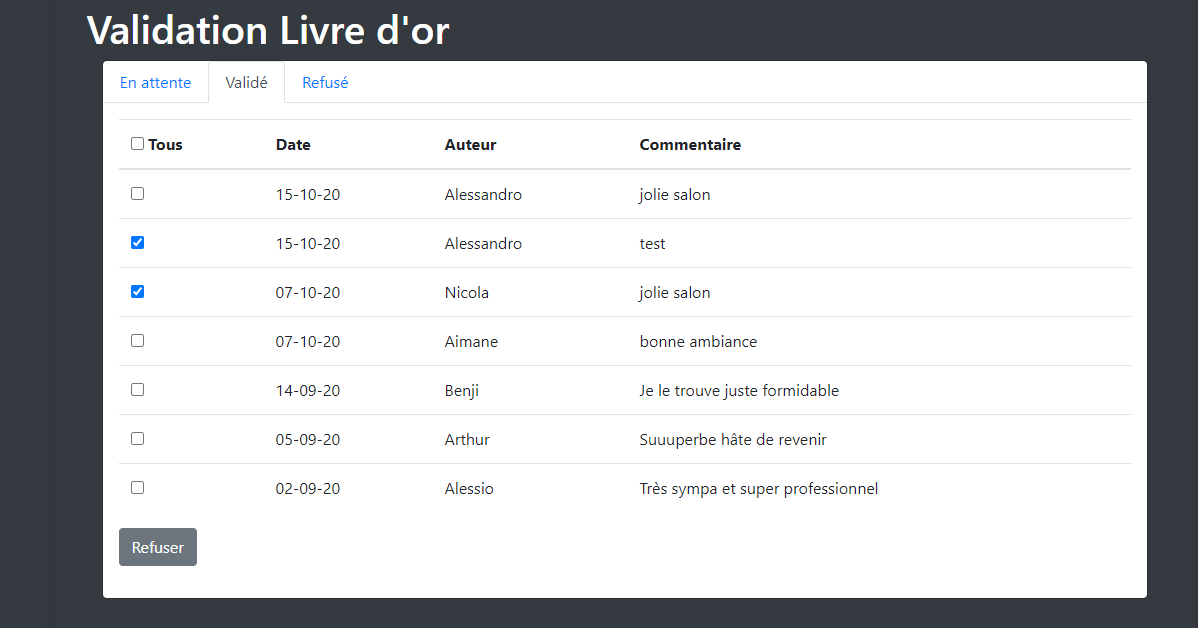 Validation Livre d'or
En attente Validé Refusé
Tous Date Auteur Commentaire
15-10-20 Alessandro jolie salon
15-10-20 Alessandro test
07-10-20 Nicola jolie salon
07-10-20 Aimane bonne ambiance
14-09-20 Benji Je le trouve juste formidable
05-09-20 Arthur Suuuperbe hâte de revenir
02-09-20 Alessio Très sympa et super professionnel
Refuser